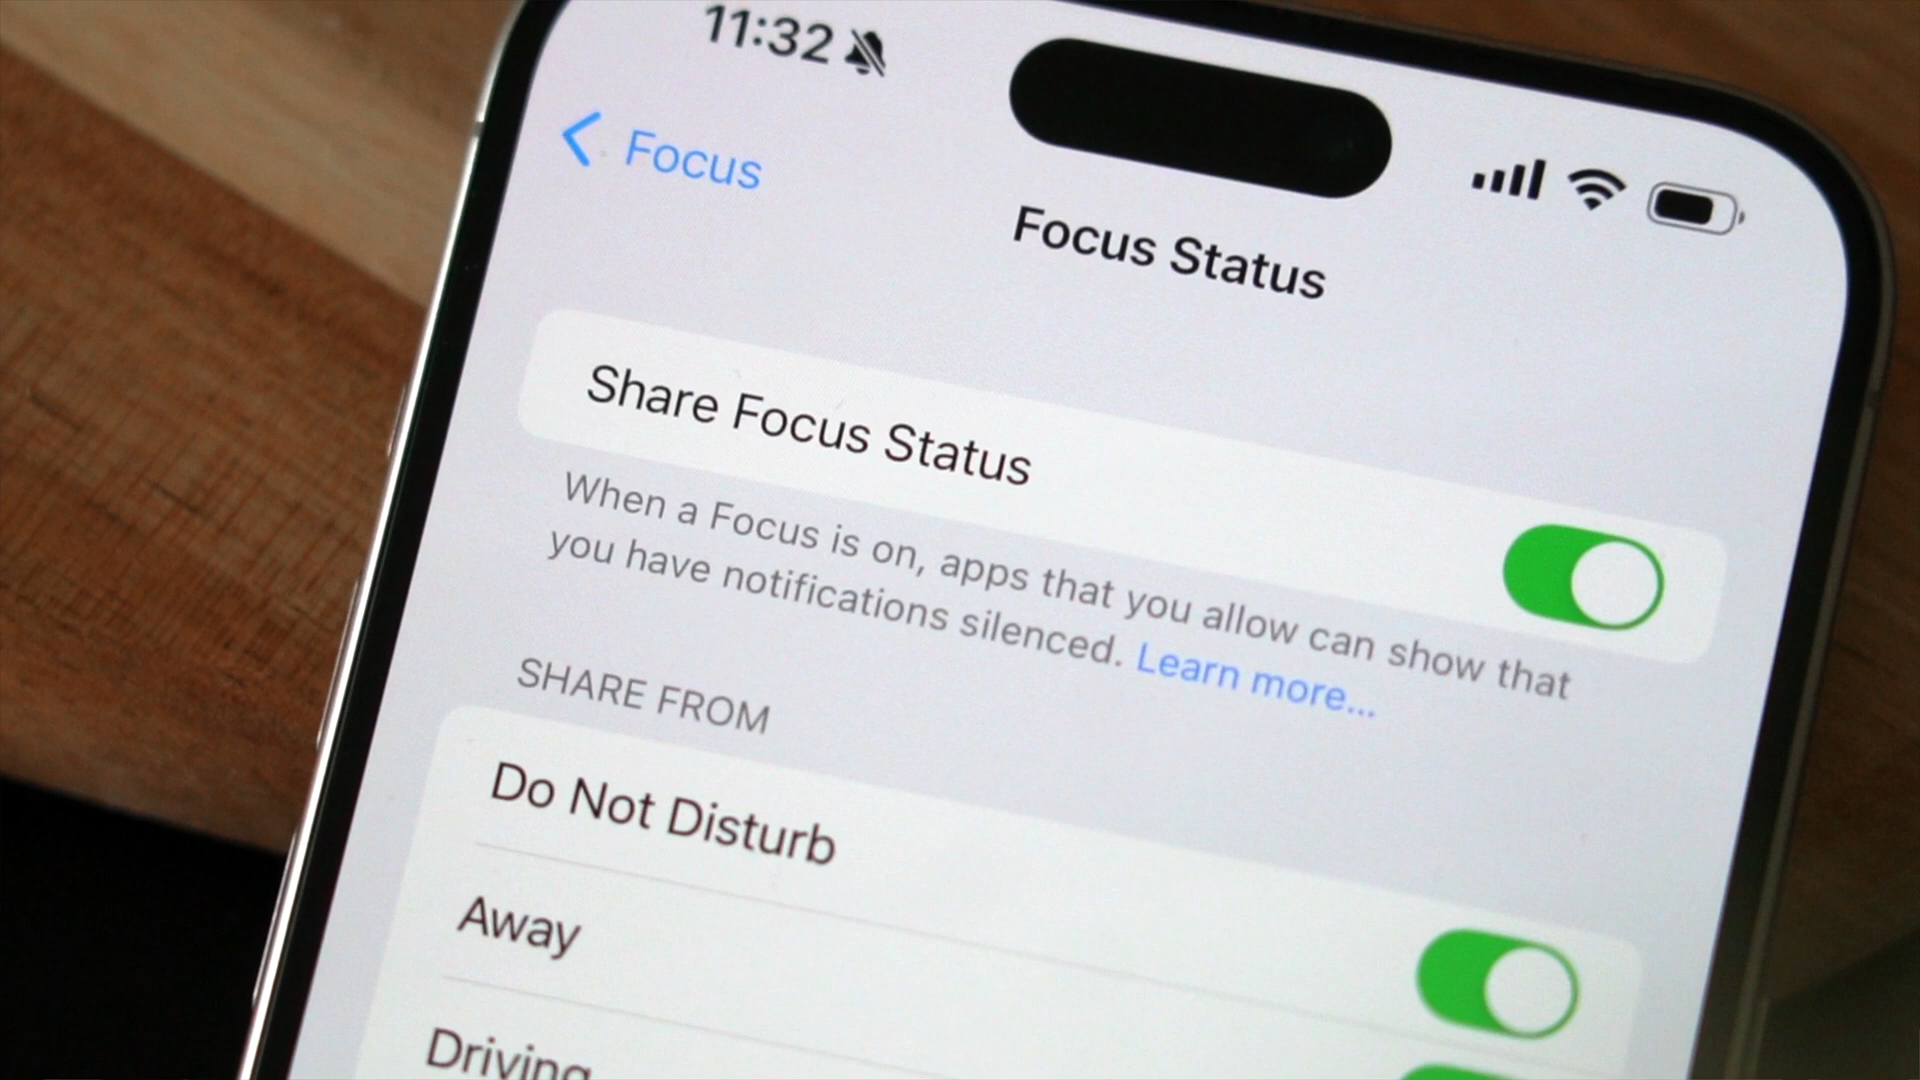 11:32
Focus
Focus Status
Share Focus Status
When a Focus is on, apps that you allow can show that
you have notifications silenced. Learn more...
SHARE FROM
Do Not Disturb
Away
Driving